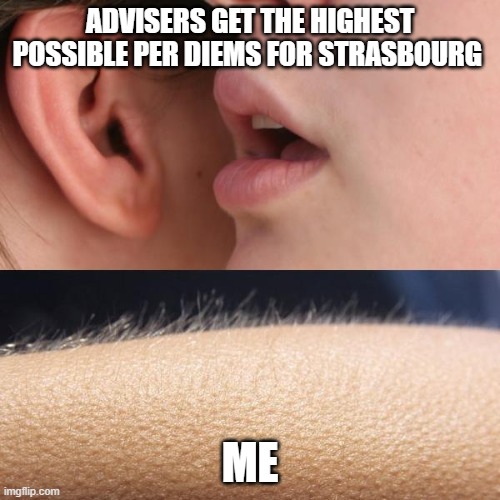 ADVISERS GET THE HIGHEST
POSSIBLE PER DIEMS FOR STRASBOURG
ME
imgflip.com